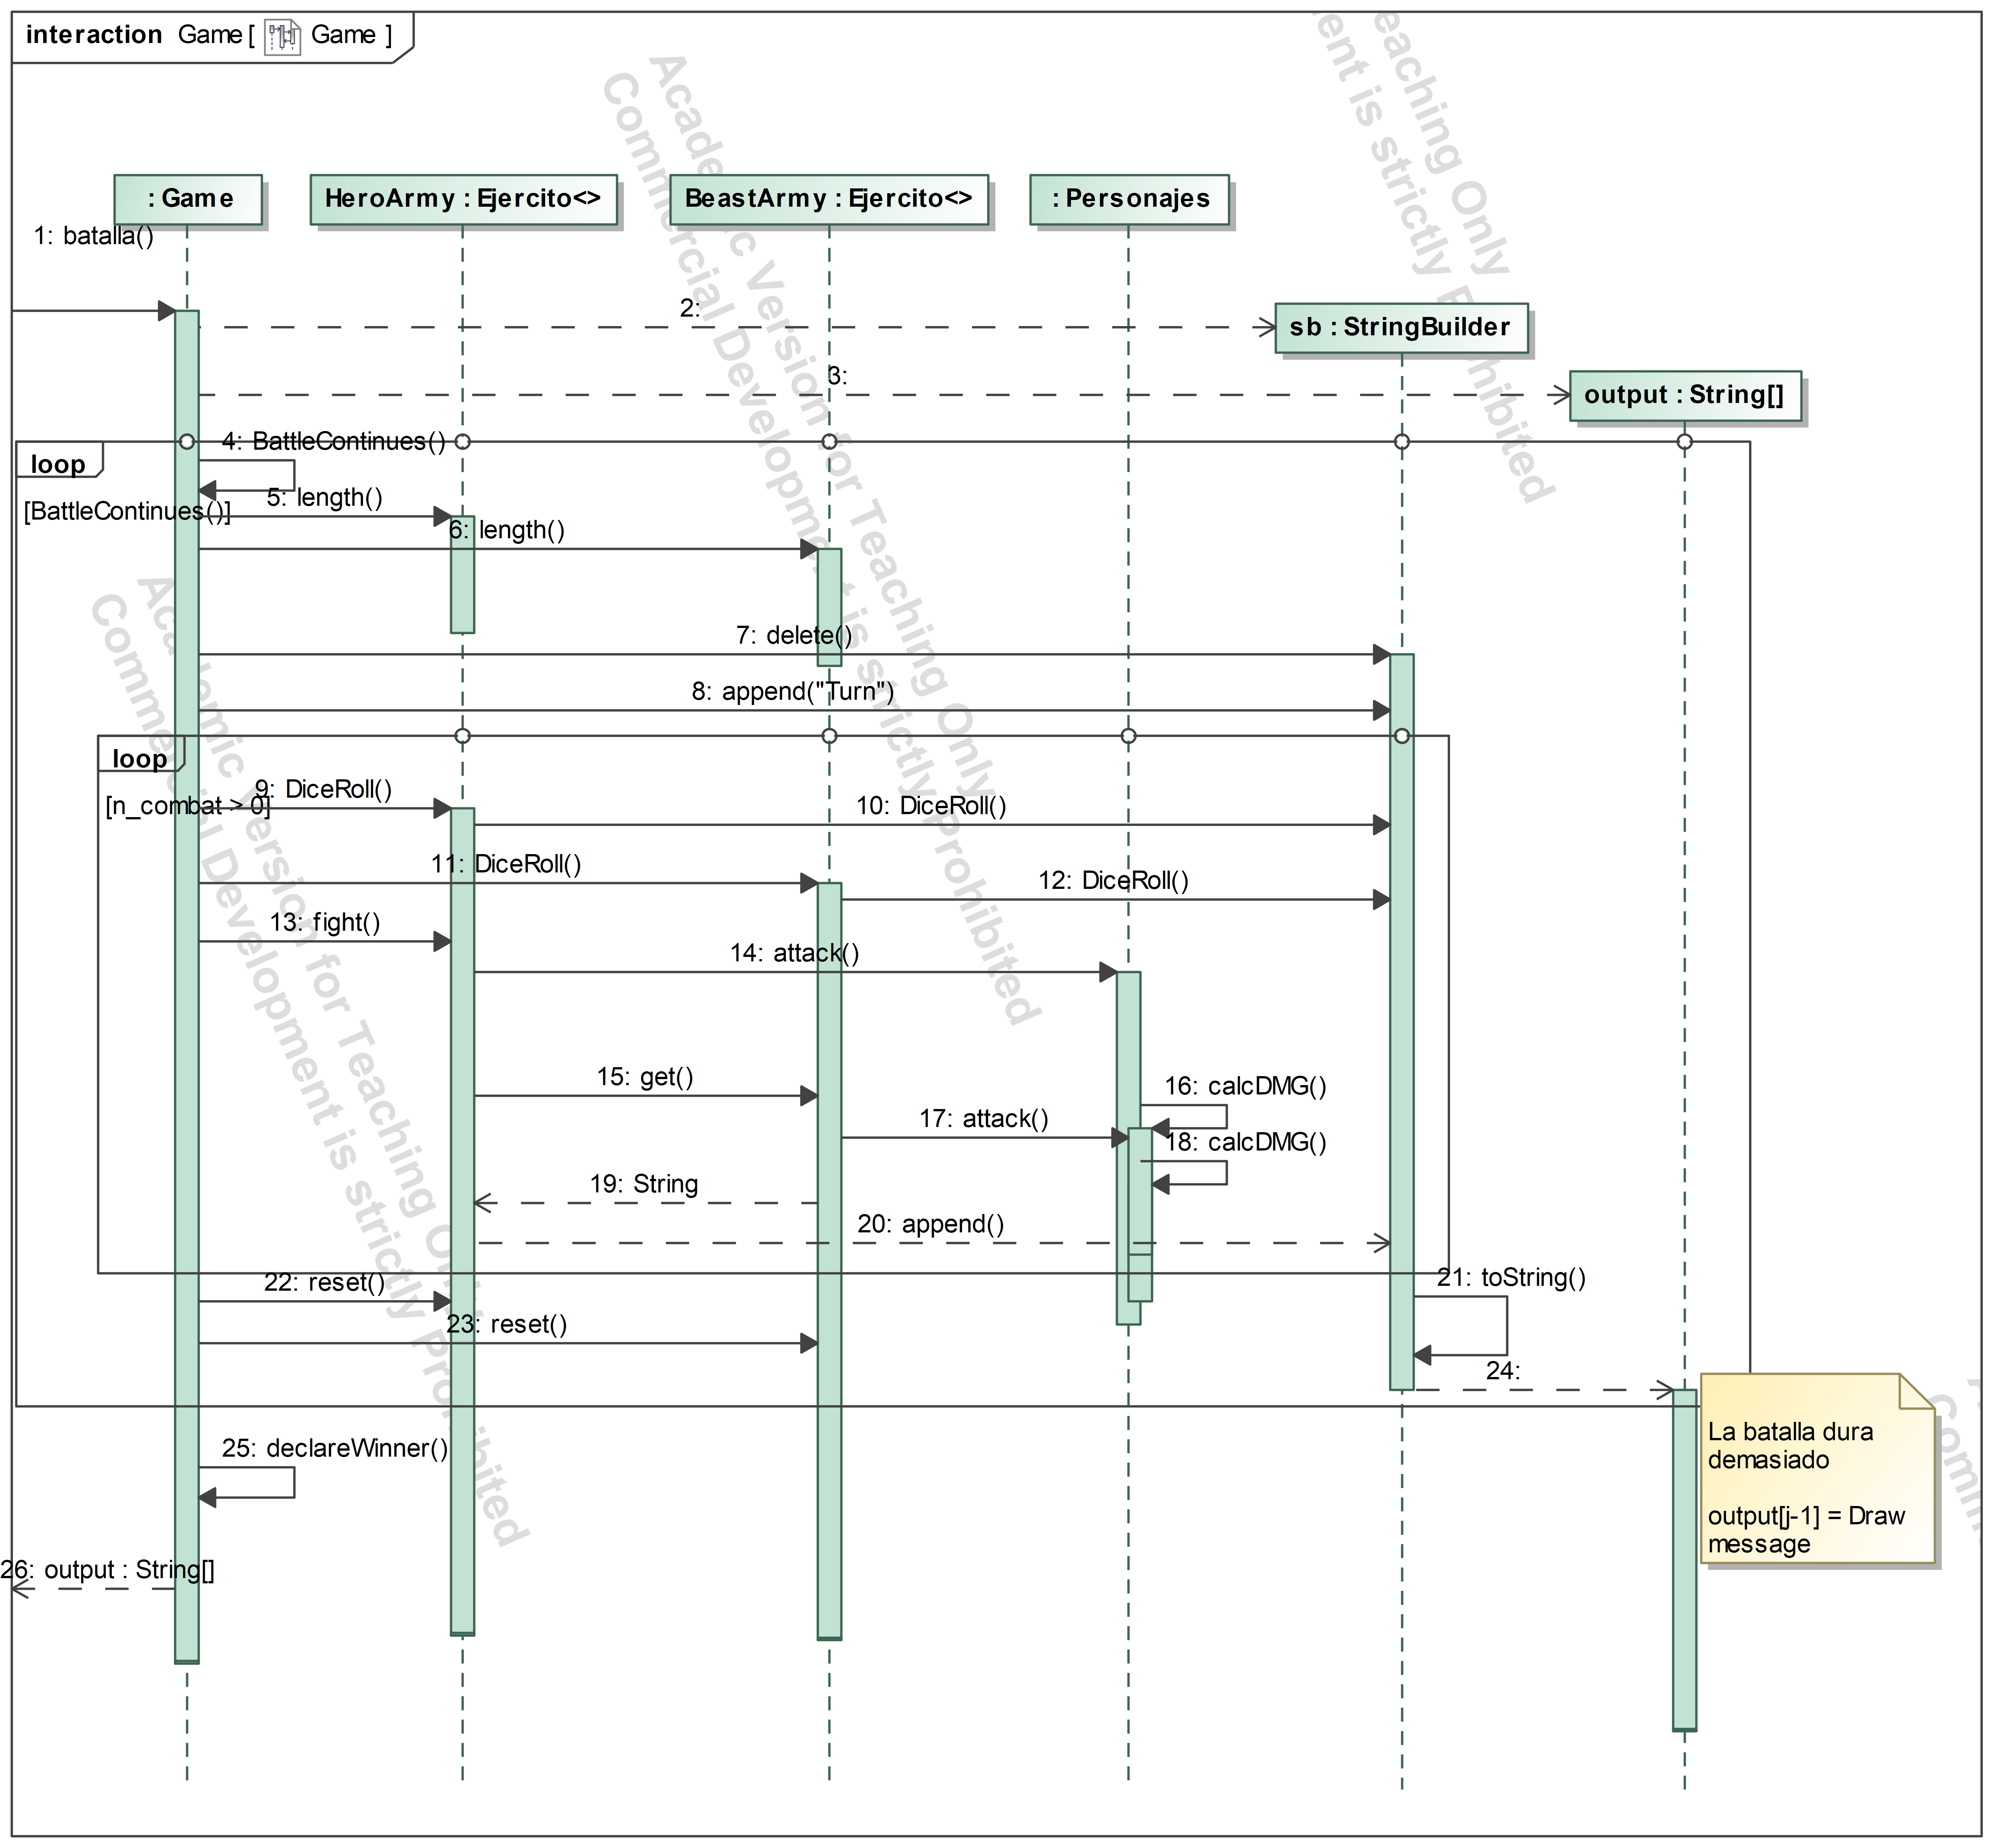 interaction Game [ Game ]
: Game
HeroArmy : Ejercito<>
BeastArmy : Ejercito<>
: Personajes
1: batalla()
2:
sb : StringBuilder
3:
output : String[]
4: BattleContinues()
loop
[BattleContinues()]
5: length()
6: length()
7: delete()
8: append("Turn")
loop
[n_combat > 0]
9: DiceRoll()
10: DiceRoll()
11: DiceRoll()
12: DiceRoll()
13: fight()
14: attack()
15: get()
16: calcDMG()
17: attack()
18: calcDMG()
19: String
20: append()
21: toString()
22: reset()
23: reset()
24:
La batalla dura
demasiado
output[j-1] = Draw
message
25: declareWinner()
26: output : String[]
Academic Version for Teaching Only
Commercial Development is strictly Prohibited
Academic Version for Teaching Only
Commercial Development is strictly Prohibited
eaching Only
ent is strictly Prohibited
Comm